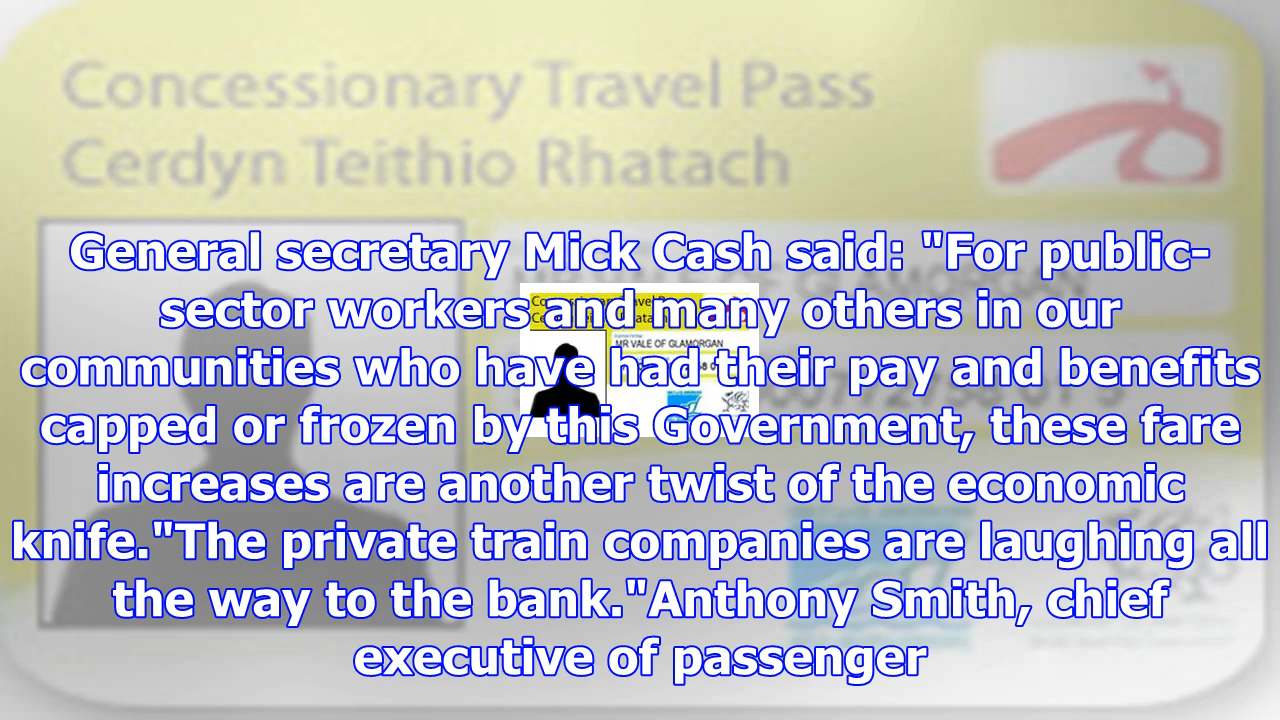 Concessionary Travel Pass
Cerdyn Teithio Rhatach
General secretary Mick Cash said: "For public-
sector workers and many others in our
communities who have had their pay and benefits
capped or frozen by this Government, these fare
increases are another twist of the economic
knife."The private train companies are laughing all
the way to the bank."Anthony Smith, chief
executive of passenger
MR VALE OF GLAMORGAN